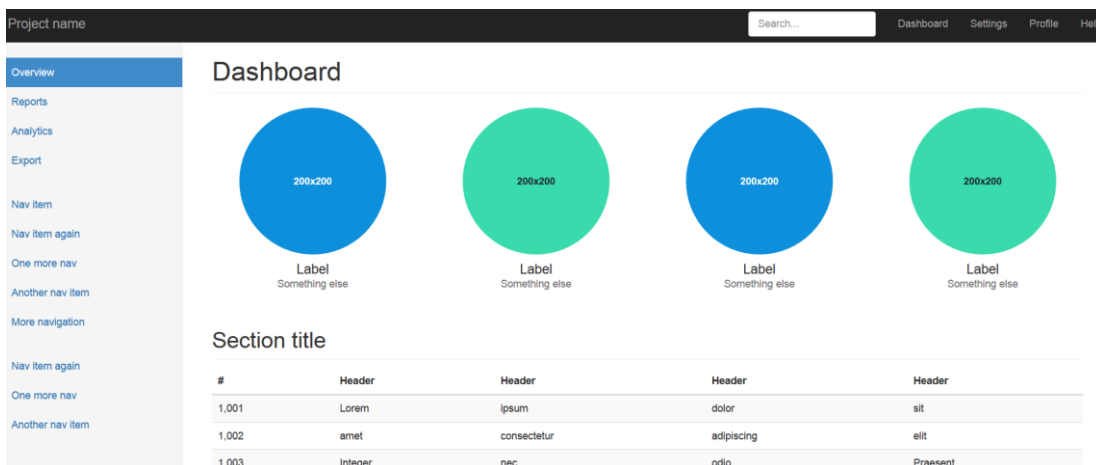 Project name
Search...
Dashboard
Settings
Profile
Overview
Reports
Analytics
Export
Nav item
Nav item again
One more nav
Another nav item
More navigation
Nav item again
One more nav
Another nav item
Dashboard
200x200 200x200 200x200 200x200
Label Label Label Label
Something else Something else Something else Something else
Section title
# Header Header Header Header
1,001 Lorem ipsum dolor sit
1,002 amet consectetur adipiscing elit
1,003 Integer nec odio Praesent